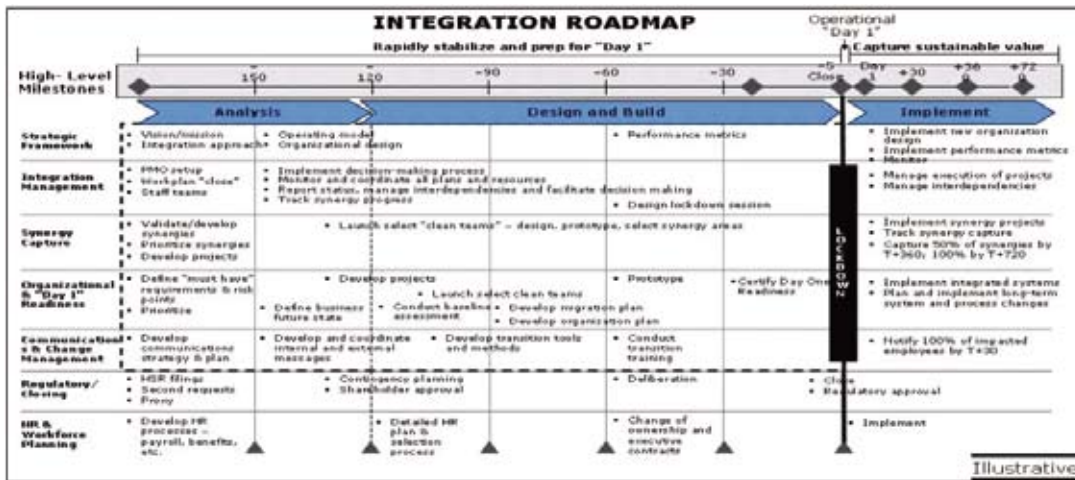 INTEGRATION ROADMAP
Operational
"Day 1"
Rapidly stabilize and prep for "Day 1"
Capture sustainable value
High- Level
Milestones
150
-120
-90
-60
-30
-5
Close
Day
1
+30
+36
0
+72
0
Analysis
Design and Build
Implement
Strategic
Framework
• Vision/mission
• Integration approach
• Operating model
• Organizational design
• Performance metrics
• Implement new organization
design
• Implement performance metrics
• Monitor
Integration
Management
• PMO setup
• Workplan "close"
• Staff teams
• Implement decision-making process
• Monitor and coordinate all plans and resources
• Report status, manage interdependencies and facilitate decision making
• Track synergy progress
• Design lockdown session
• Manage execution of projects
• Manage interdependencies
LOCKDOWN
Synergy
Capture
• Validate/develop
synergies
• Prioritize synergies
• Develop projects
• Launch select "clean teams" – design, prototype, select synergy areas
• Implement synergy projects
• Track synergy capture
• Capture 50% of synergies by
T+360; 100% by T+720
Organizational
& "Day 1"
Readiness
• Define "must have"
requirements & risk
points
• Prioritize
• Define business
future state
• Develop projects
• Conduct baseline
assessment
• Launch select clean teams
• Develop migration plan
• Develop organization plan
• Prototype
• Certify Day One
Readiness
• Implement integrated systems
• Plan and implement long-term
system and process changes
Communication
s & Change
Management
• Develop
communications
strategy & plan
• Develop and coordinate
internal and external
messages
• Develop transition tools
and methods
• Conduct
transition
training
• Notify 100% of impacted
employees by T+30
Regulatory/
Closing
• HSR filings
• Second requests
• Proxy
• Contingency planning
• Shareholder approval
• Deliberation
• Close
• Regulatory approval
HR &
Workforce
Planning
• Develop HR
processes –
payroll, benefits,
etc.
• Detailed HR
plan &
selection
process
• Change of
ownership and
executive
contracts
• Implement
Illustrative